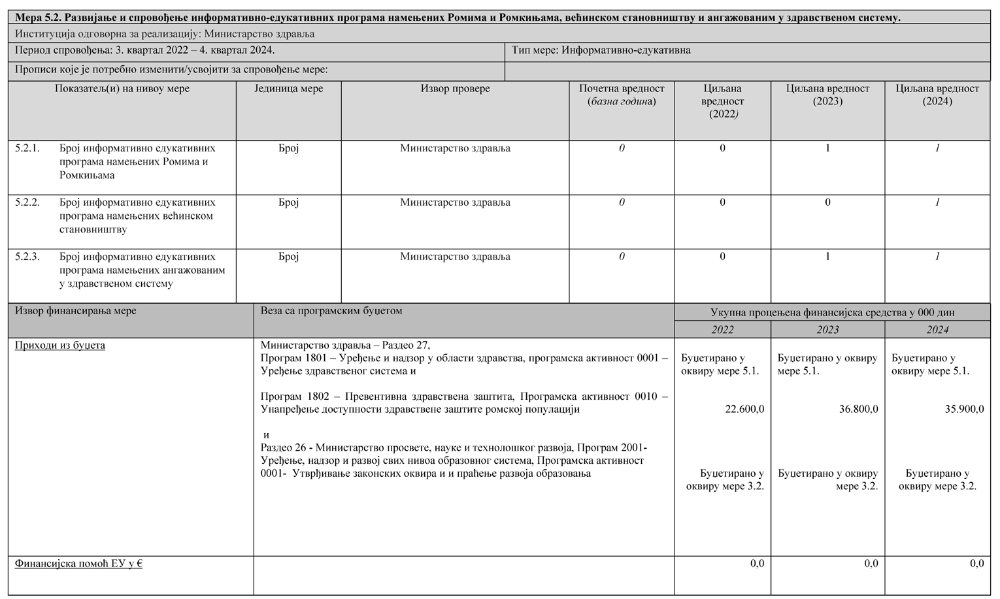 Мера 5.2. Развијање и спровођење информативно-едукативних програма намењених Ромима и Ромкињама, већинском становништву и ангажованим у здравственом систему.
Институција одговорна за реализацију: Министарство здравља
Период спровођења: 3. квартал 2022 – 4. квартал 2024.
Тип мере: Информативно-едукативна
Прописи које је потребно изменити/усвојити за спровођење мере:
Показатељ(и) на нивоу мере
Јединица мере
Извор провере
Почетна вредност
(базна година)
Циљана
вредност
(2022)
Циљана вредност
(2023)
Циљана вредност
(2024)
5.2.1. Број информативно едукативних
програма намењених Ромима и
Ромкињама
Број
Министарство здравља
0
0
1
1
5.2.2. Број информативно едукативних
програма намењених већинском
становништву
Број
Министарство здравља
0
0
0
1
5.2.3. Број информативно едукативних
програма намењених ангажованим
у здравственом систему
Број
Министарство здравља
0
0
1
1
Извор финансирања мере
Веза са програмским буџетом
Укупна процењена финансијска средства у 000 дин
2022
2023
2024
Приходи из буџета
Министарство здравља – Раздео 27,
Програм 1801 – Уређење и надзор у области здравства, програмска активност 0001 –
Уређење здравственог система и
Програм 1802 – Превентивна здравствена заштита, Програмска активност 0010 –
Унапређење доступности здравствене заштите ромској популацији
и
Раздео 26 - Министарство просвете, науке и технолошког развоја, Програм 2001-
Уређење, надзор и развој свих нивоа образовног система, Програмска активност
0001- Утврђивање законских оквира и и праћење развоја образовања
Буџетирано у
оквиру мере 5.1.
22.600,0
Буџетирано у
оквиру мере 3.2.
Буџетирано у оквиру
мере 5.1.
36.800,0
Буџетирано у оквиру
мере 3.2.
Буџетирано у
оквиру мере 5.1.
35.900,0
Буџетирано у
оквиру мере 3.2.
Финансијска помоћ ЕУ у €
0,0
0,0
0,0